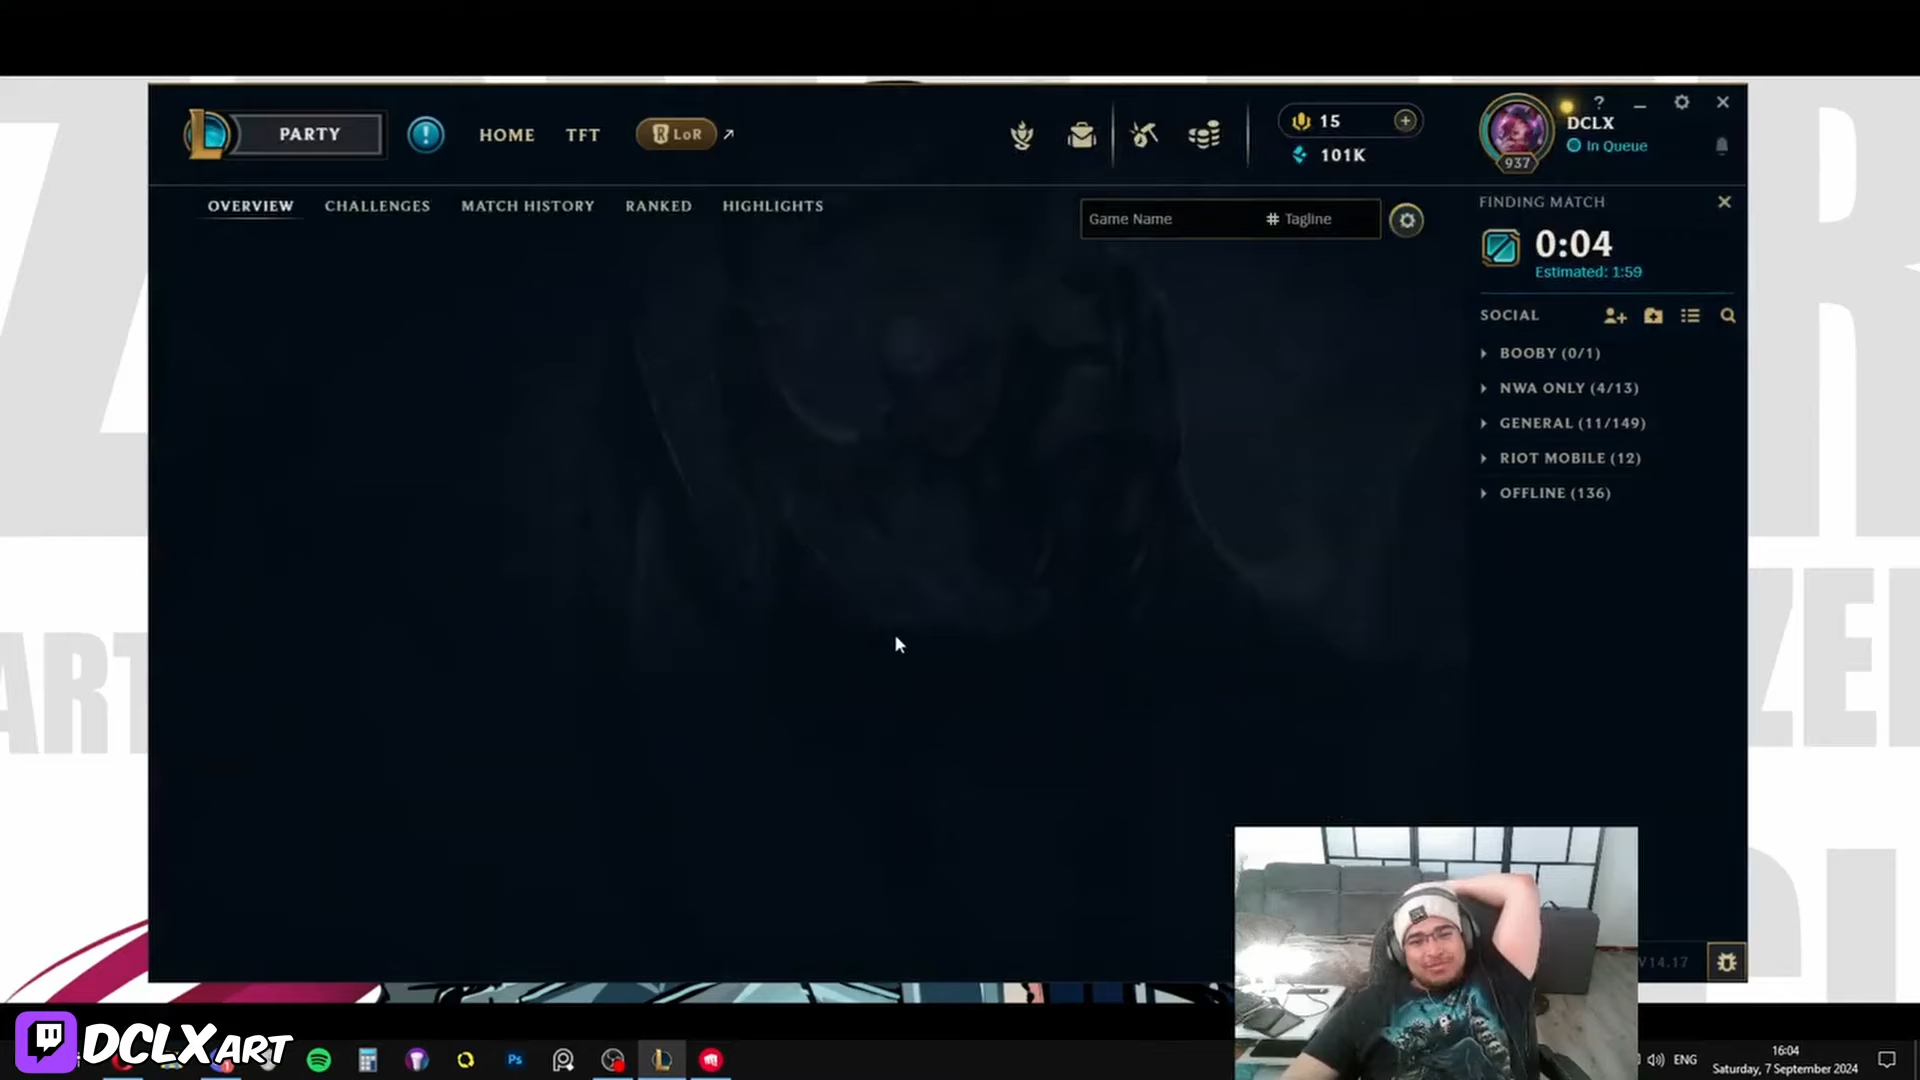 PARTY
HOME
TFT
LoR
15
101K
?
DCLX
In Queue
937
OVERVIEW
CHALLENGES
MATCH HISTORY
RANKED
HIGHLIGHTS
Game Name
# Tagline
FINDING MATCH
0:04
Estimated: 1:59
SOCIAL
BOOBY (0/1)
NWA ONLY (4/13)
GENERAL (11/149)
RIOT MOBILE (12)
OFFLINE (136)
V14.17
DCLXART
Ps
ENG
16:04
Saturday, 7 September 2024